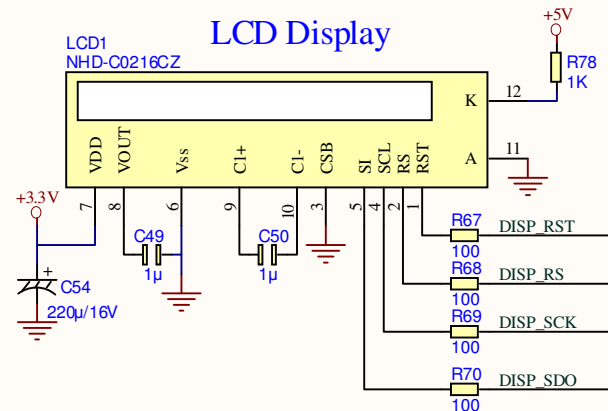 LCD Display
+5V
LCD1
NHD-C0216CZ
R78
1K
K
12
A
11
VDD
VOUT
Vss
C1+
C1-
CSB
SI
SCL
RS
RST
7
8
6
9
10
3
5
4
2
1
+3.3V
C49
1µ
C50
1µ
+
C54
220µ/16V
R67
100
DISP_RST
R68
100
DISP_RS
R69
100
DISP_SCK
R70
100
DISP_SDO